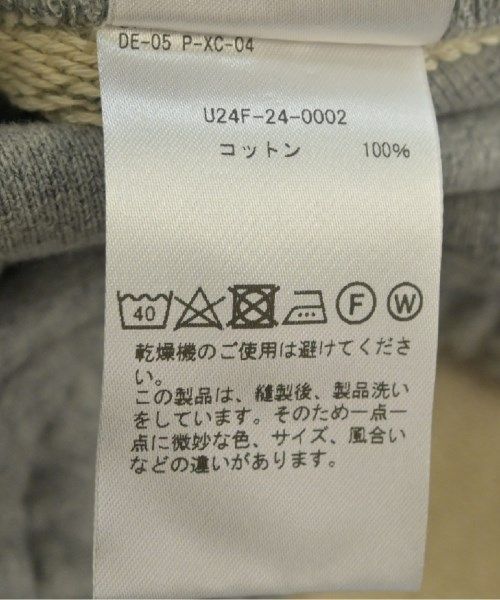 DE-05 P-XC-04
U24F-24-0002
コットン 100%
40 F W
乾燥機のご使用は避けてくださ
い。
この製品は、縫製後、製品洗い
をしています。そのため一点一
点に微妙な色、サイズ、風合い
などの違いがあります。